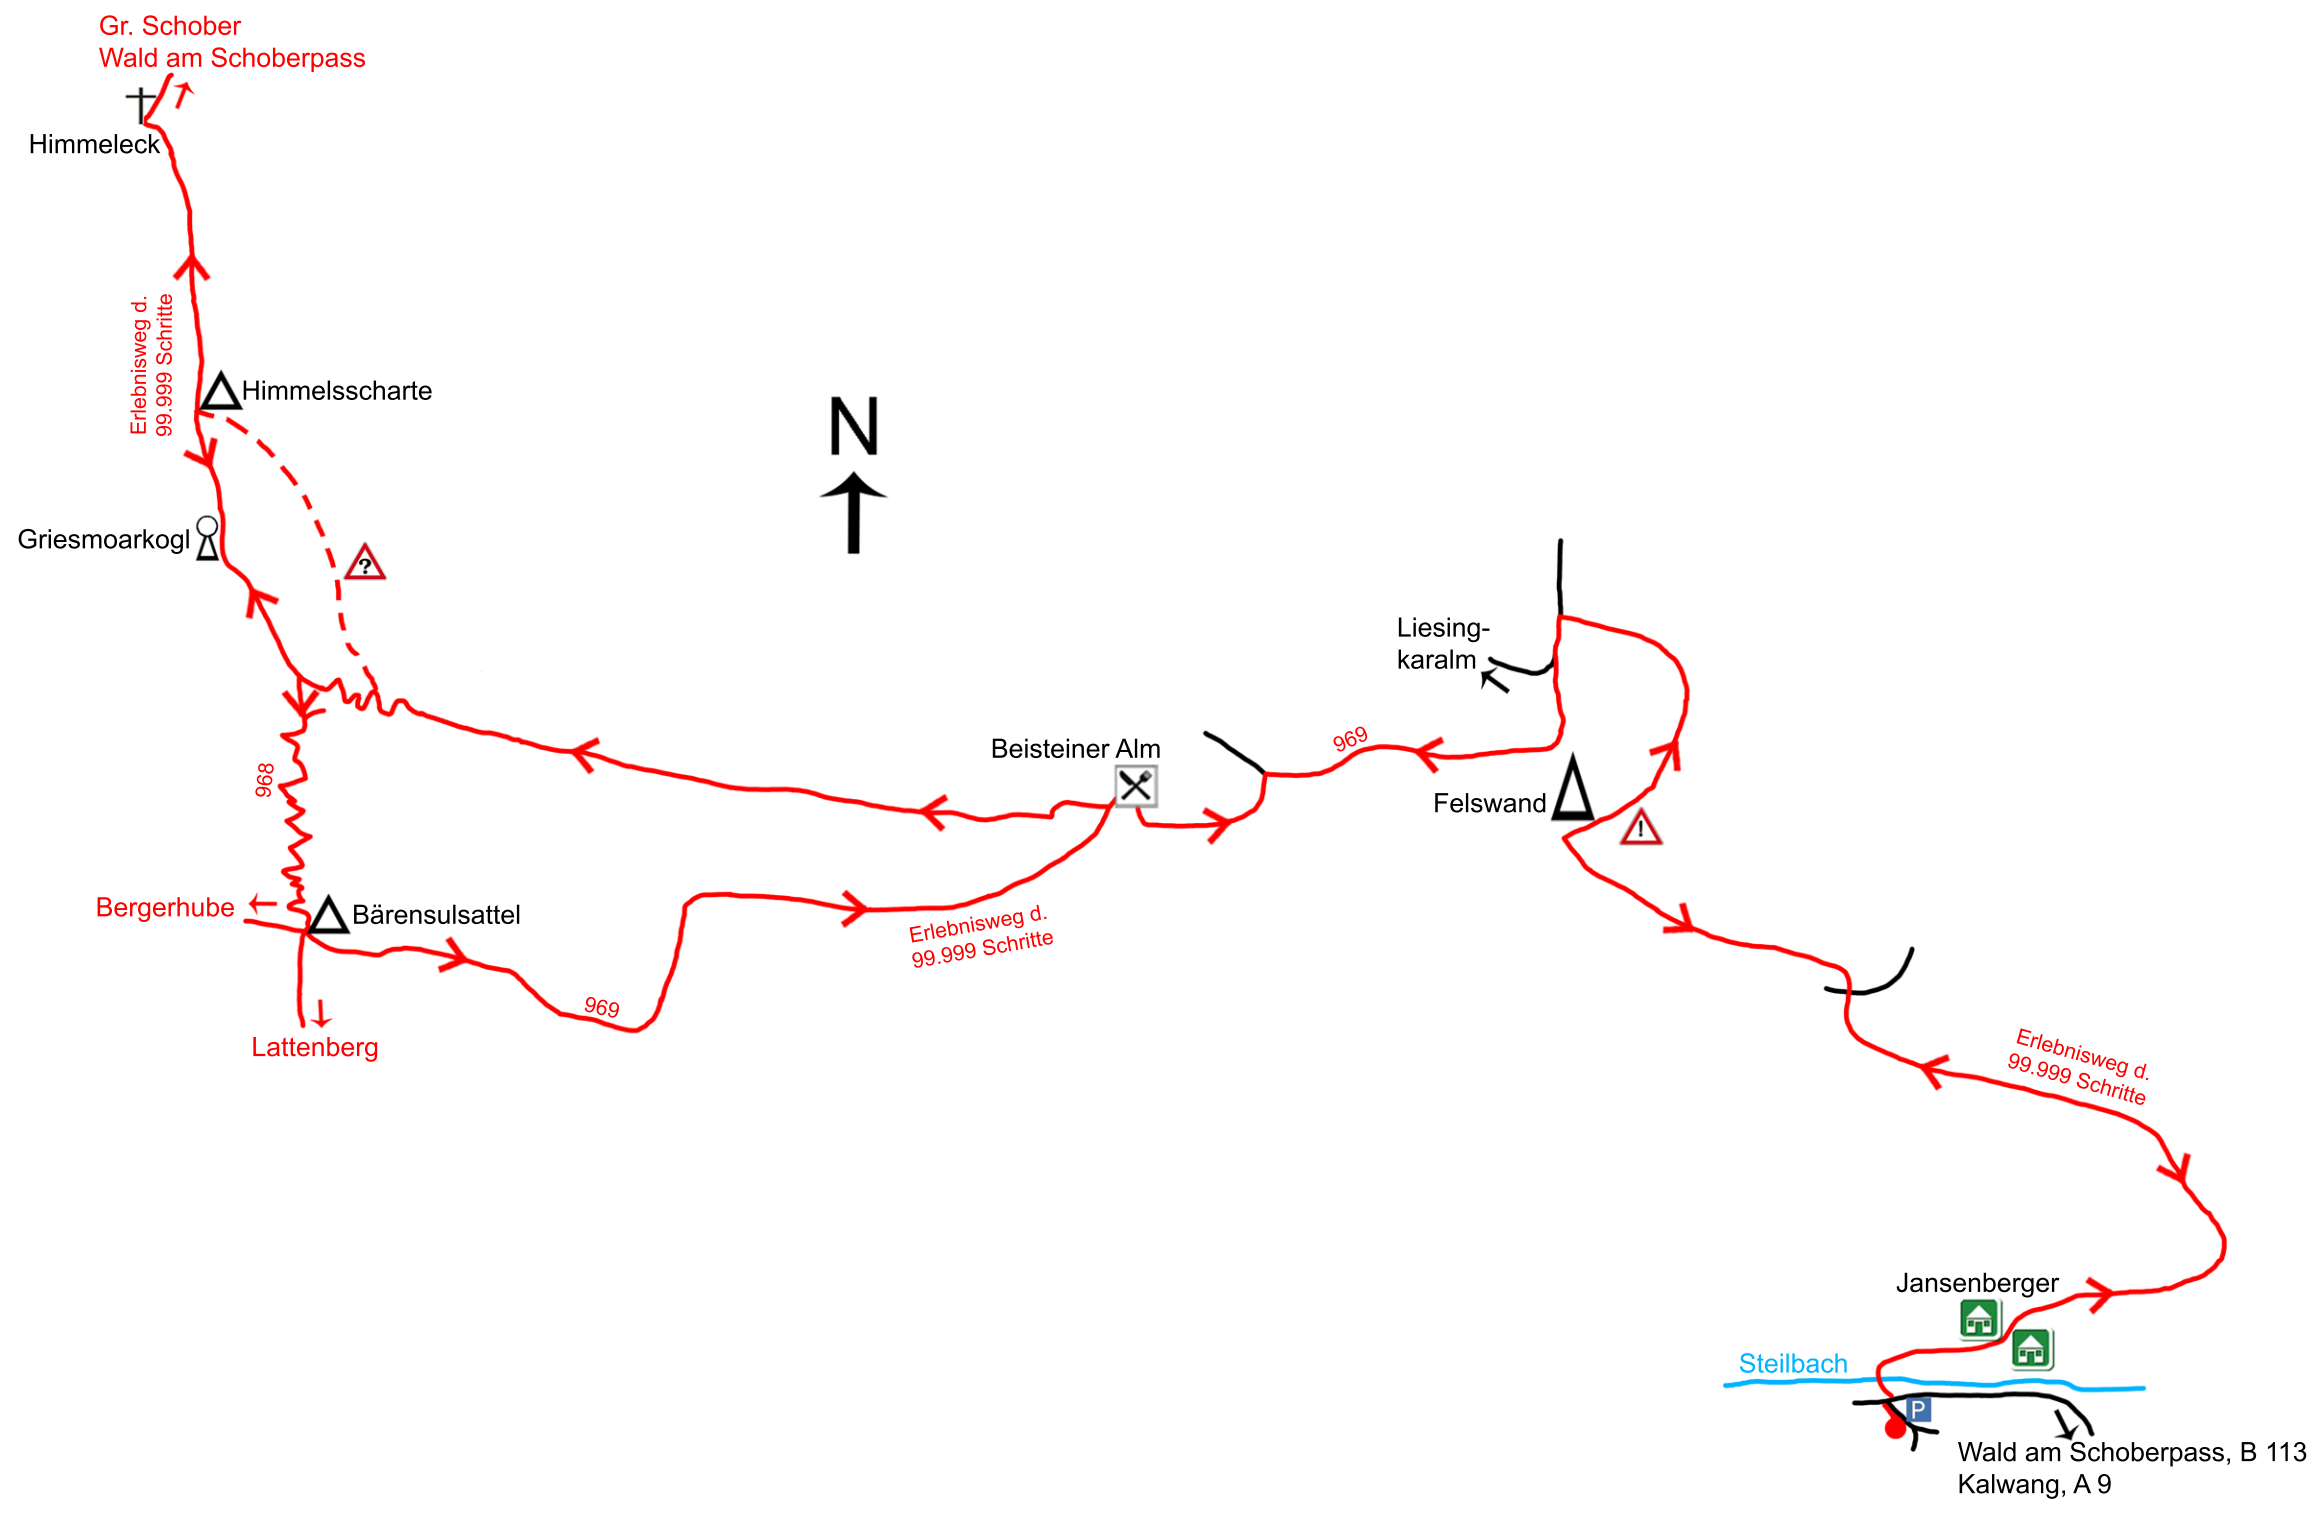 Gr. Schober
Wald am Schoberpass
Himmeleck
Erlebnisweg d.
99.999 Schritte
Himmelsscharte
N
Griesmoarkogl
?
Liesing-
karalm
969
Beisteiner Alm
968
Felswand
!
Bergerhube
Bärensulsattel
Erlebnisweg d.
99.999 Schritte
969
Lattenberg
Erlebnisweg d.
99.999 Schritte
Jansenberger
Steilbach
P
Wald am Schoberpass, B 113
Kalwang, A 9